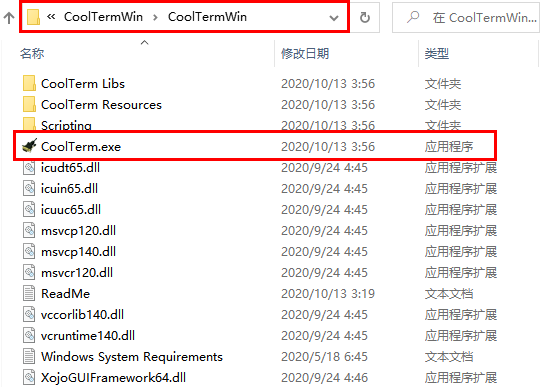 « CoolTermWin › CoolTermWin 在 CoolTermWin...
名称 修改日期 类型
CoolTerm Libs 2020/10/13 3:56 文件夹
CoolTerm Resources 2020/10/13 3:56 文件夹
Scripting 2020/10/13 3:56 文件夹
CoolTerm.exe 2020/10/13 3:56 应用程序
icudt65.dll 2020/9/24 4:45 应用程序扩展
icuin65.dll 2020/9/24 4:45 应用程序扩展
icuuc65.dll 2020/9/24 4:45 应用程序扩展
msvcp120.dll 2020/9/24 4:45 应用程序扩展
msvcp140.dll 2020/9/24 4:45 应用程序扩展
msvcr120.dll 2020/9/24 4:45 应用程序扩展
ReadMe 2020/10/13 3:19 文本文档
vccorlib140.dll 2020/9/24 4:45 应用程序扩展
vcruntime140.dll 2020/9/24 4:45 应用程序扩展
Windows System Requirements 2020/5/18 6:45 文本文档
XojoGUIFramework64.dll 2020/9/24 4:45 应用程序扩展